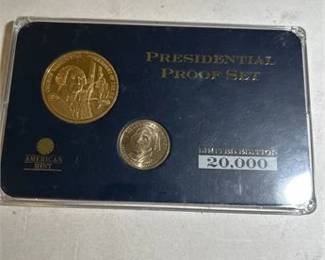 PRESIDENTIAL
PROOF SET
AMERICAN
MINT
LIMITED EDITION
20,000